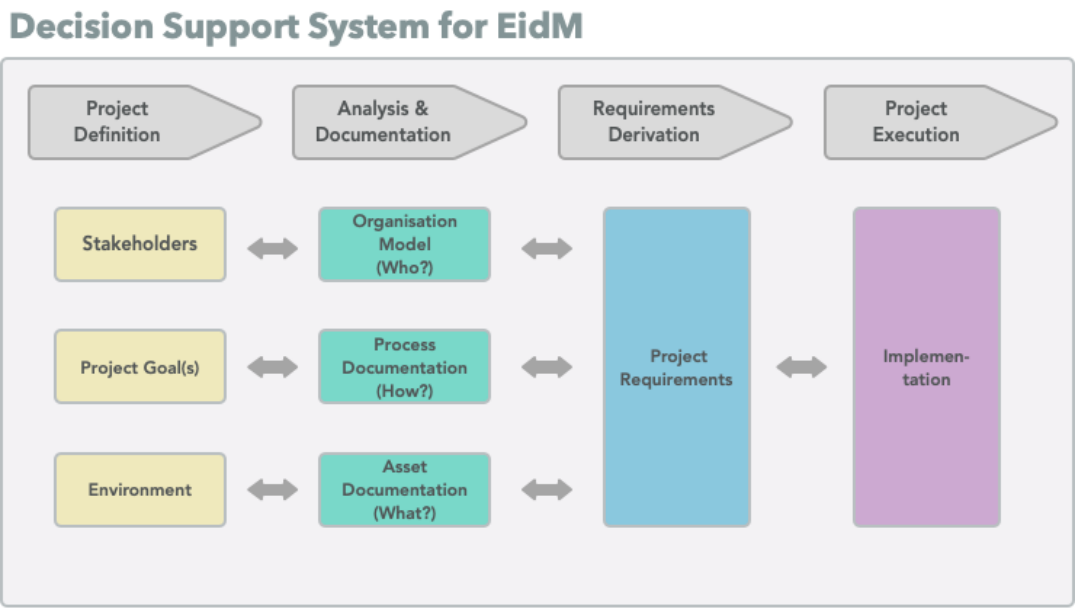 Decision Support System for EidM
Project
Definition
Analysis &
Documentation
Requirements
Derivation
Project
Execution
Stakeholders
Organisation
Model
(Who?)
Project Goal(s)
Process
Documentation
(How?)
Environment
Asset
Documentation
(What?)
Project
Requirements
Implemen-
tation